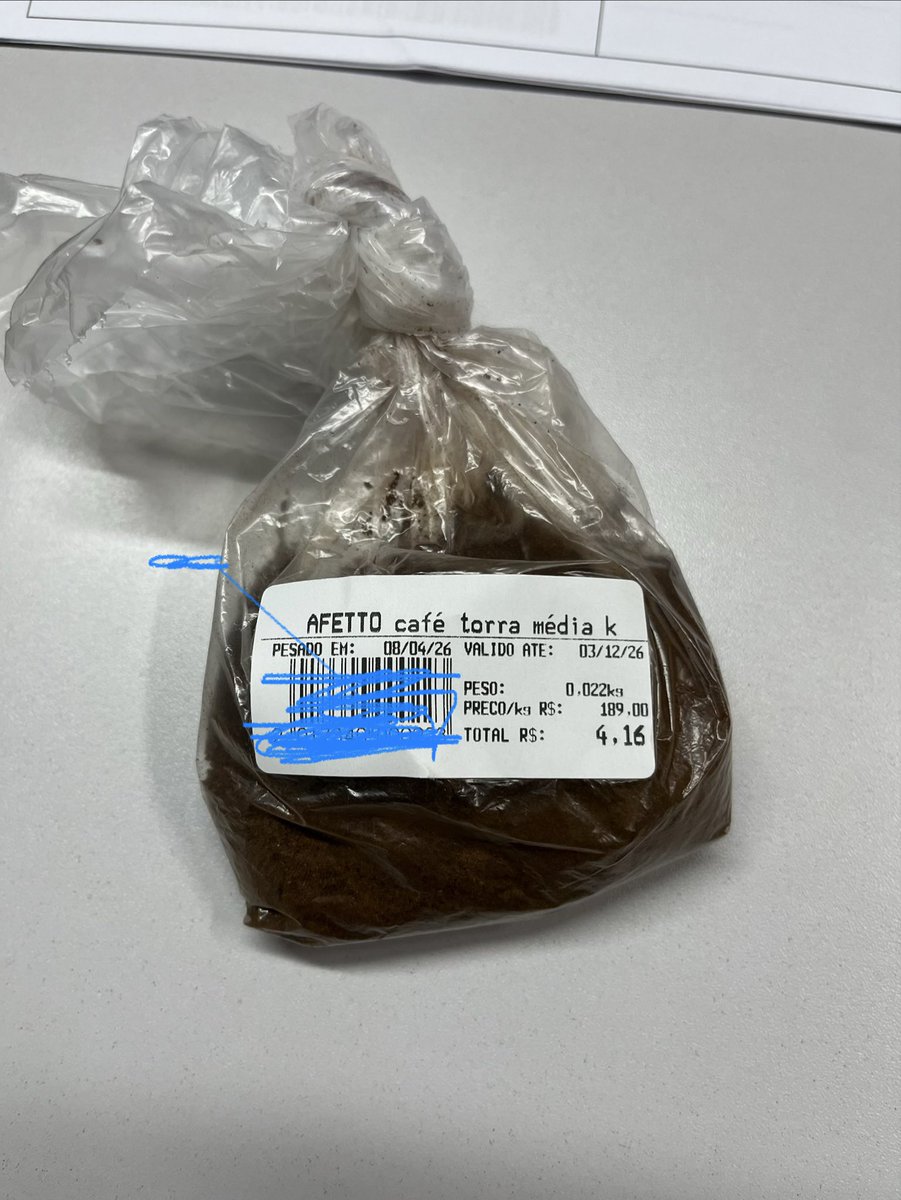 AFETTO café torra média k
PESADO EM: 08/04/26 VALIDO ATE: 03/12/26
PESO: 0,022kg
PRECO/kg R$: 189.00
TOTAL R$: 4,16